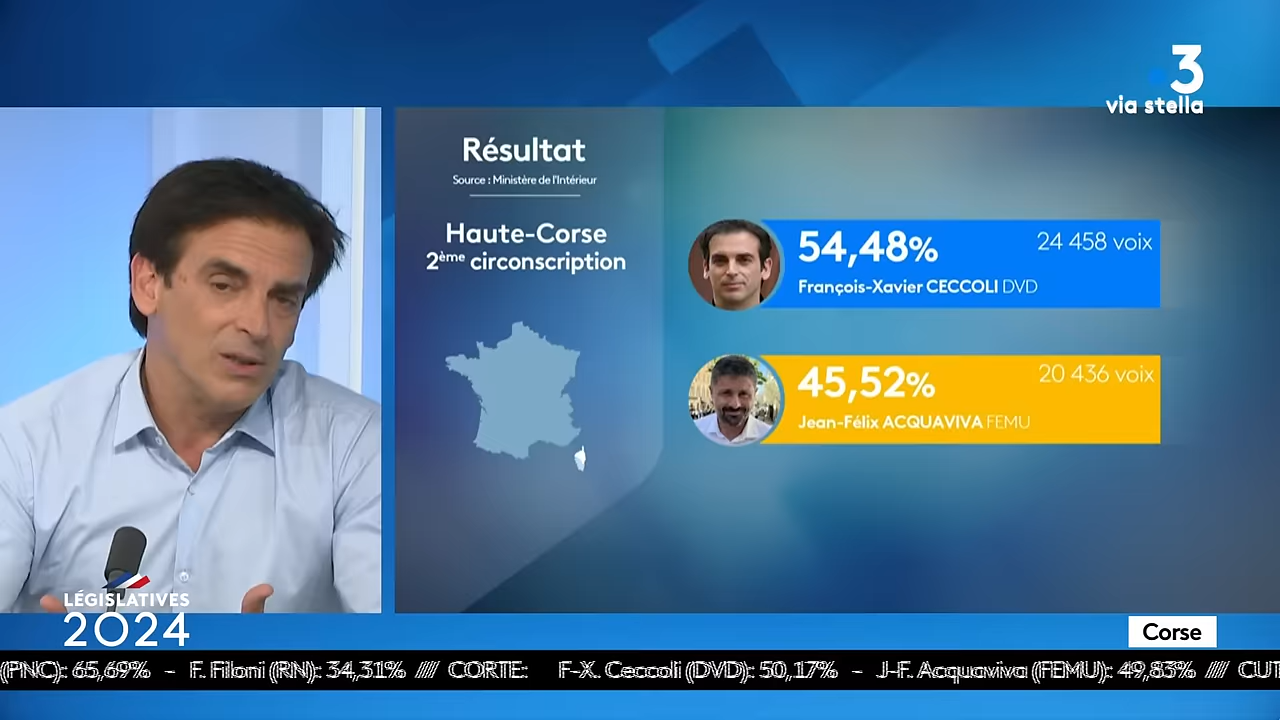 3
via stella
Résultat
Source : Ministère de l'Intérieur
Haute-Corse
2ème circonscription
54,48%
24 458 voix
François-Xavier CECCOLI DVD
45,52%
20 436 voix
Jean-Félix ACQUAVIVA FEMU
LÉGISLATIVES
2024
Corse
(PNC): 65,69% - F. Filoni (RN): 34,31% //// CORTE: F-X. Ceccoli (DVD): 50,17% - J-F. Acquaviva (FEMU): 49,83% //// CUT